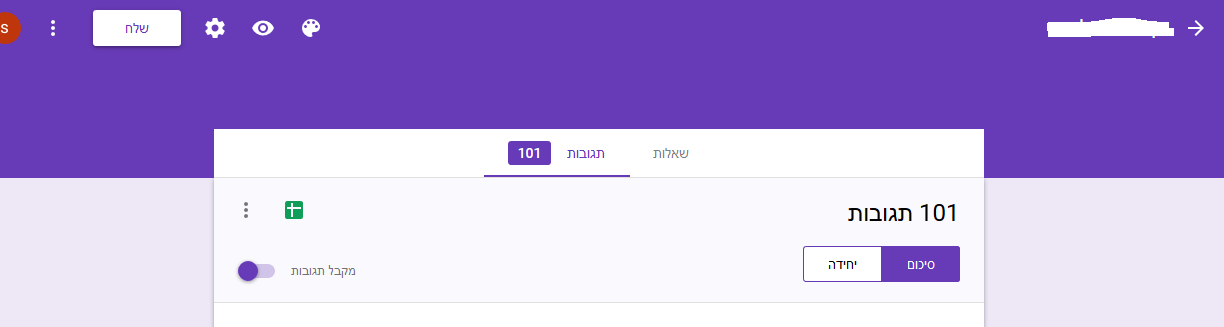 שלח
S
שאלות
תגובות 101
101 תגובות
סיכום
יחידה
מקבל תגובות